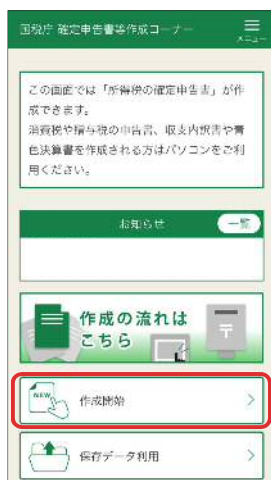 国税庁 確定申告書等作成コーナー
メニュー
この画面では「所得税の確定申告書」が作
成できます。
消費税や贈与税の申告書、収支内訳書や青
色決算書を作成される方はパソコンをご利
用ください。
お知らせ
一覧
作成の流れは
こちら
NEW
作成開始
保存データ利用